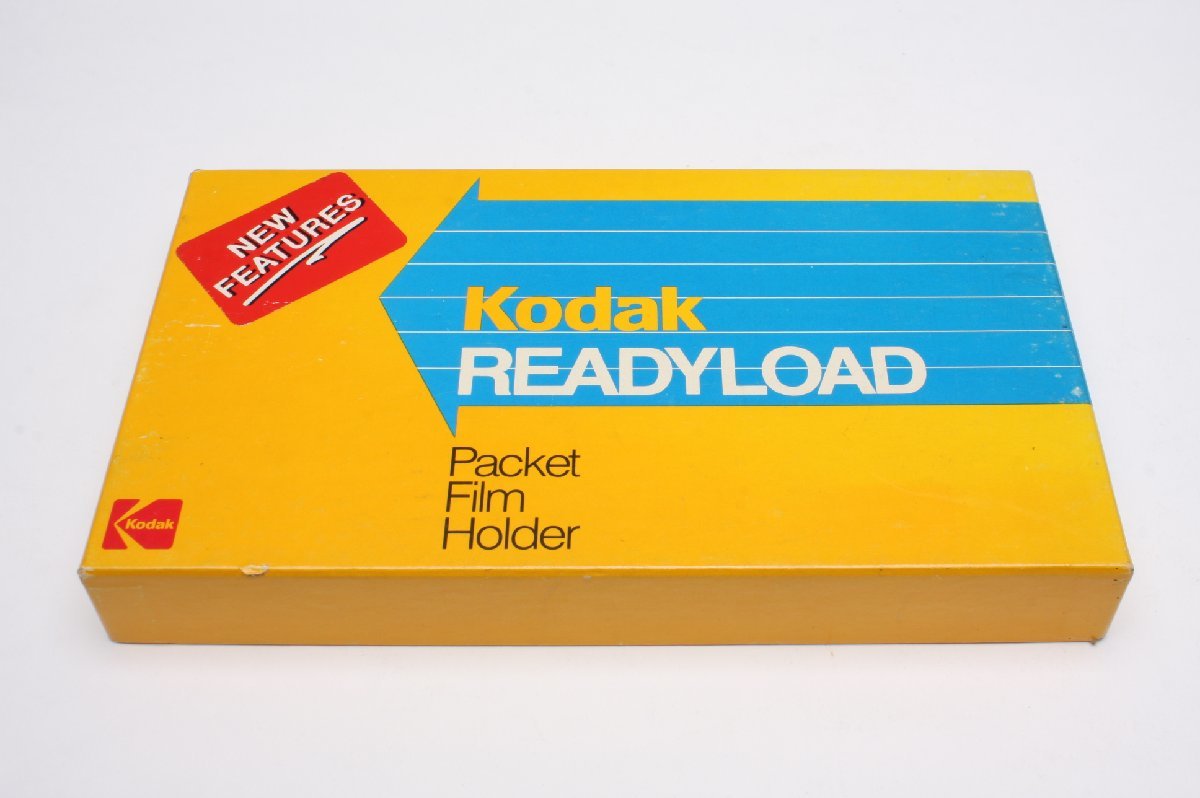 NEW
FEATURES
Kodak
READYLOAD
Packet
Film
Holder
Kodak